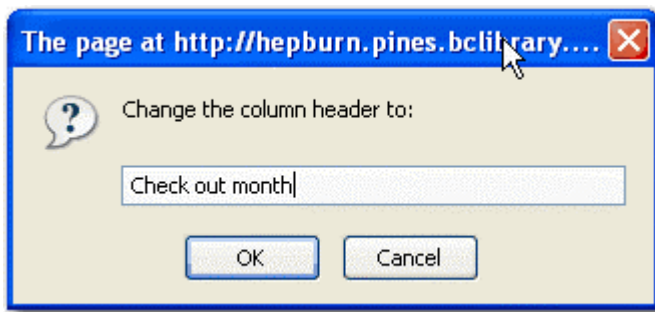 The page at http://hepburn.pines.bclibrary....
Change the column header to:
Check out month
OK Cancel